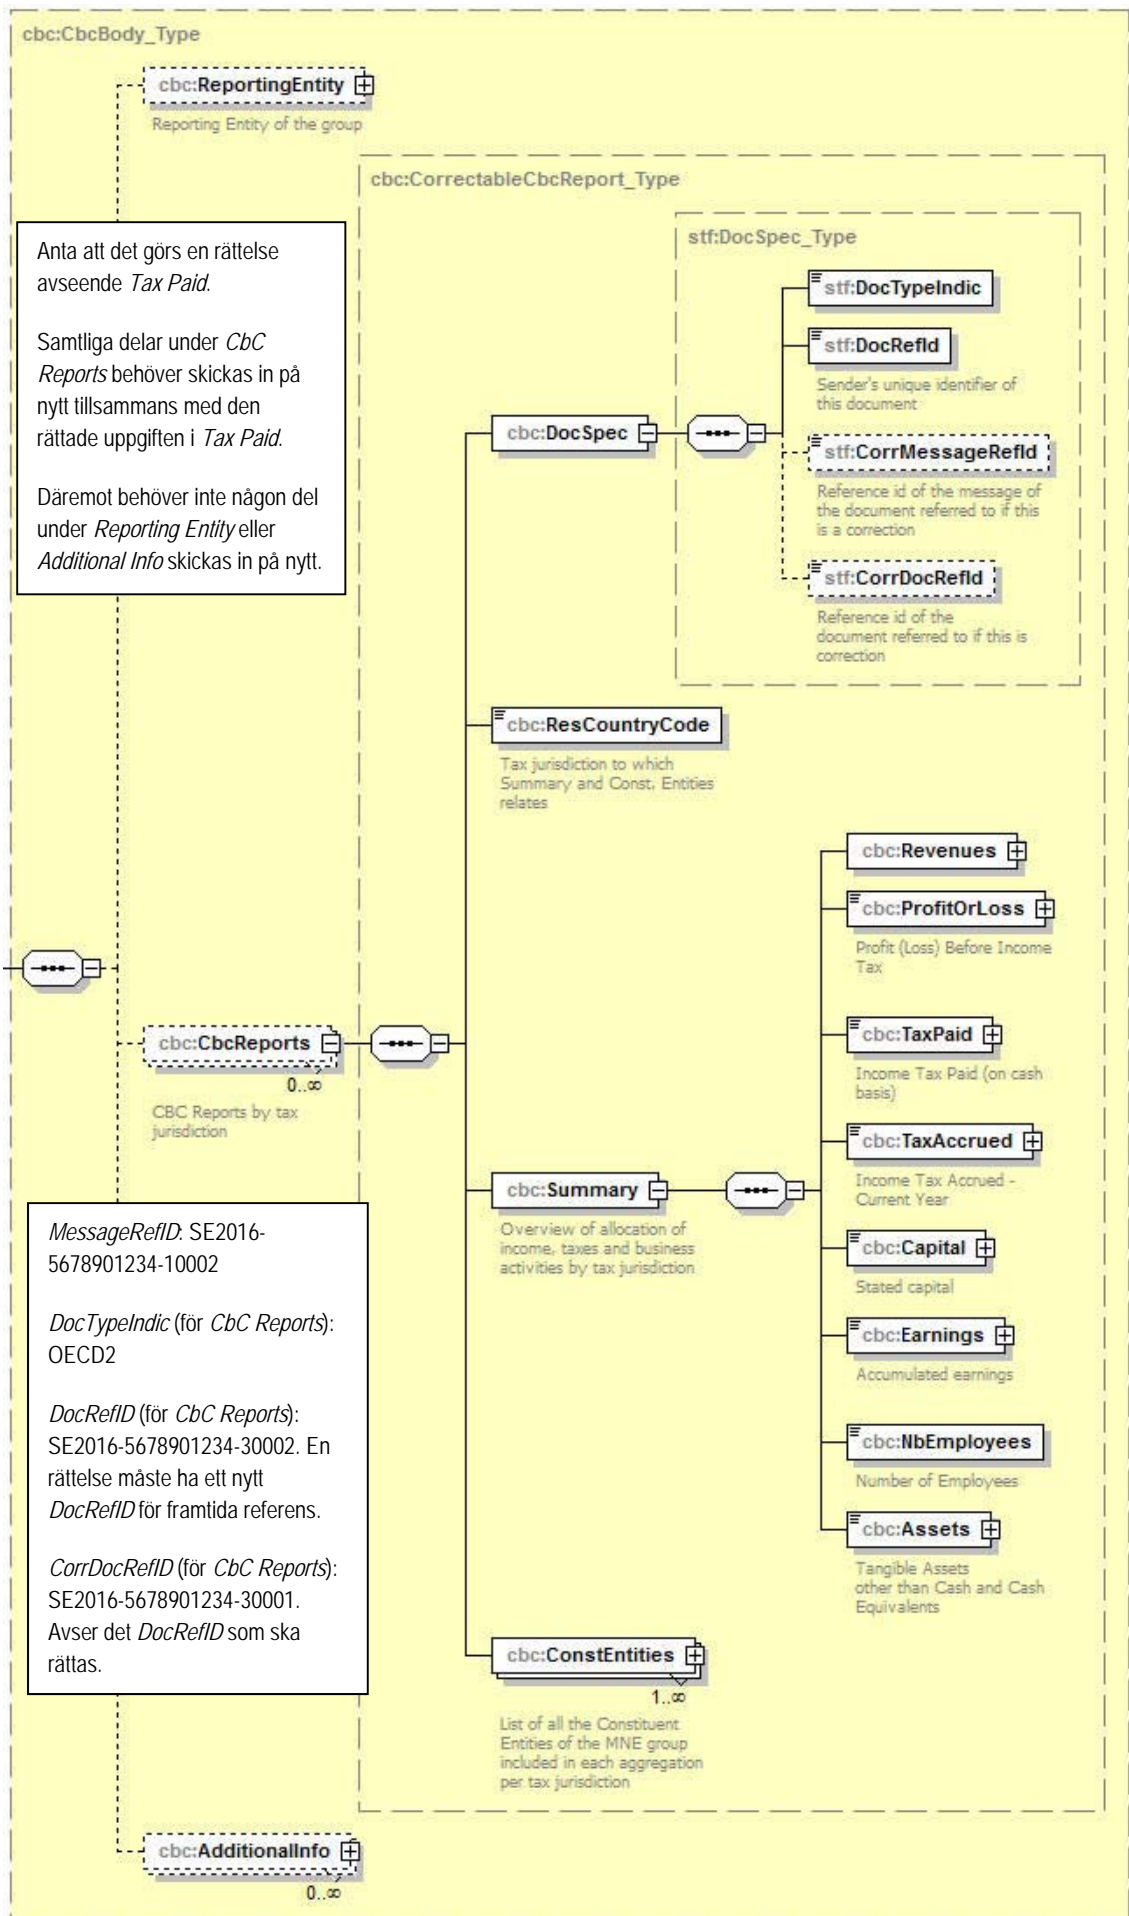 cbc:CbcBody_Type
cbc:ReportingEntity
Reporting Entity of the group
cbc:CorrectableCbcReport_Type
Anta att det görs en rättelse
avseende Tax Paid.
Samtliga delar under CbC
Reports behöver skickas in på
nytt tillsammans med den
rättade uppgiften i Tax Paid.
Däremot behöver inte någon del
under Reporting Entity eller
Additional Info skickas in på nytt.
stf:DocSpec_Type
stf:DocTypeIndic
stf:DocRefId
Sender's unique identifier of
this document
cbc:DocSpec
stf:CorrMessageRefId
Reference id of the message of
the document referred to if this
is a correction
stf:CorrDocRefId
Reference id of the
document referred to if this is
correction
cbc:ResCountryCode
Tax jurisdiction to which
Summary and Const. Entities
relates
cbc:Revenues
cbc:ProfitOrLoss
Profit (Loss) Before Income
Tax
cbc:CbcReports
0..∞
CBC Reports by tax
jurisdiction
cbc:TaxPaid
Income Tax Paid (on cash
basis)
cbc:TaxAccrued
Income Tax Accrued -
Current Year
cbc:Summary
Overview of allocation of
income, taxes and business
activities by tax jurisdiction
cbc:Capital
Stated capital
cbc:Earnings
Accumulated earnings
cbc:NbEmployees
Number of Employees
cbc:Assets
Tangible Assets
other than Cash and Cash
Equivalents
MessageRefID: SE2016-
5678901234-10002
DocTypeIndic (för CbC Reports):
OECD2
DocRefID (för CbC Reports):
SE2016-5678901234-30002. En
rättelse måste ha ett nytt
DocRefID för framtida referens.
CorrDocRefID (för CbC Reports):
SE2016-5678901234-30001.
Avser det DocRefID som ska
rättas.
cbc:ConstEntities
1..∞
List of all the Constituent
Entities of the MNE group
included in each aggregation
per tax jurisdiction
cbc:AdditionalInfo
0..∞